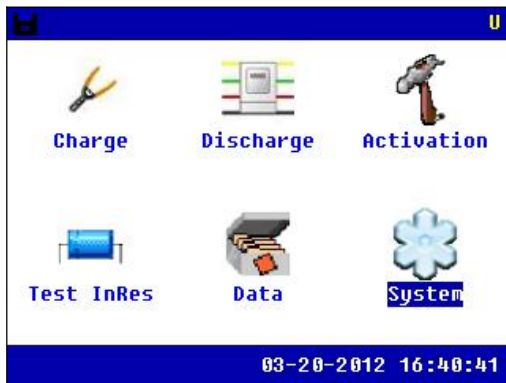 U
Charge Discharge Activation
Test InRes Data System
03-20-2012 16:40:41